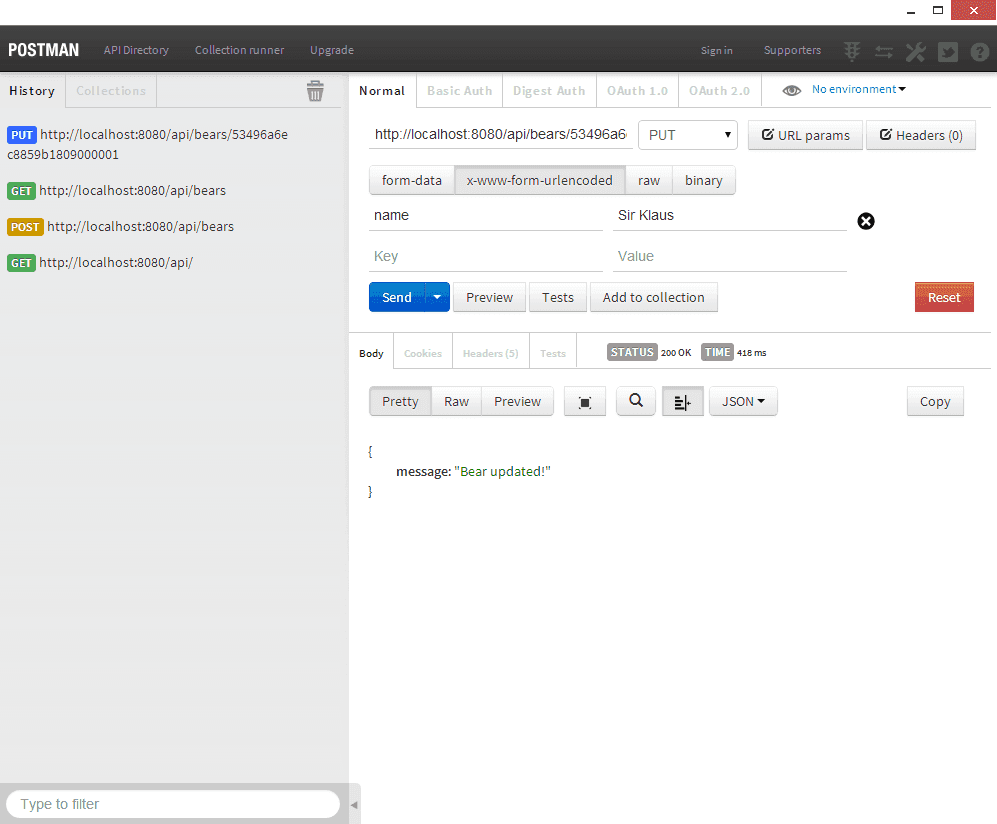 POSTMAN API Directory Collection runner Upgrade Sign in Supporters
History Collections
PUT http://localhost:8080/api/bears/53496a6e
c8859b1809000001
GET http://localhost:8080/api/bears
POST http://localhost:8080/api/bears
GET http://localhost:8080/api/
Type to filter
Normal Basic Auth Digest Auth OAuth 1.0 OAuth 2.0 No environment
http://localhost:8080/api/bears/53496a6e PUT URL params Headers (0)
form-data x-www-form-urlencoded raw binary
name Sir Klaus
Key Value
Send Preview Tests Add to collection Reset
Body Cookies Headers (5) Tests STATUS 200 OK TIME 418 ms
Pretty Raw Preview JSON Copy
{
message: "Bear updated!"
}